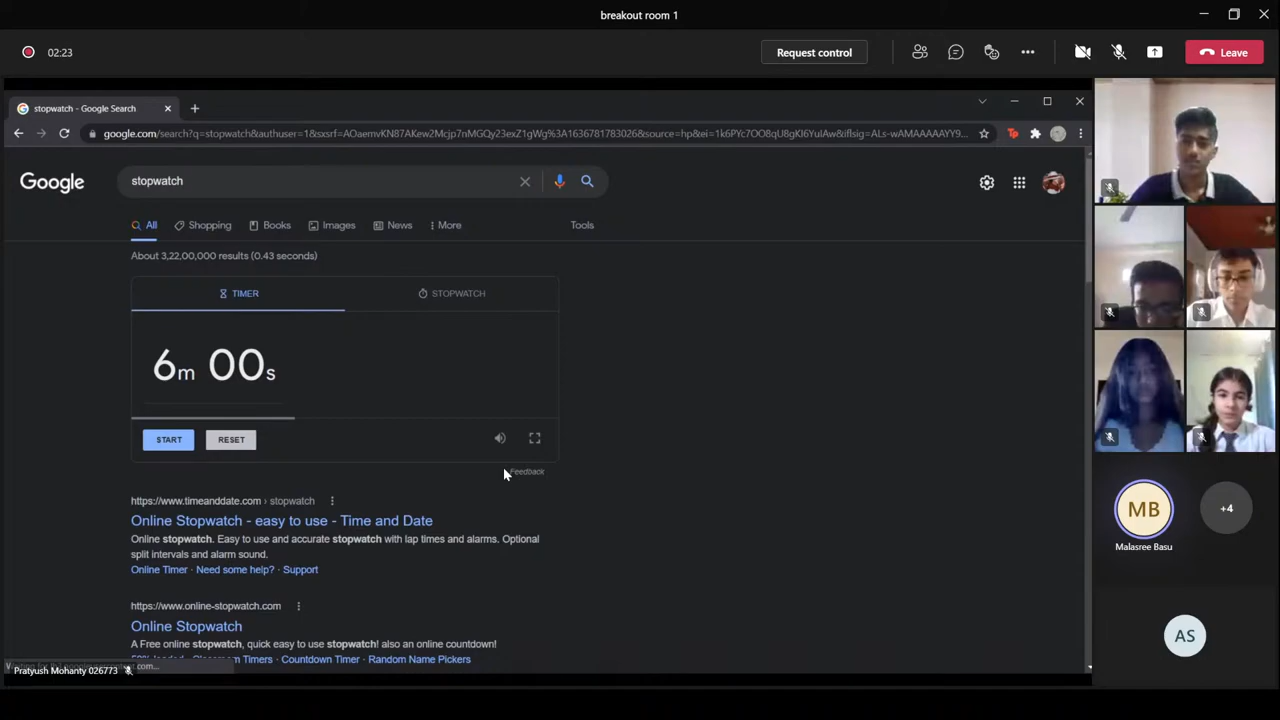 breakout room 1
02:23
Request control
Leave
stopwatch - Google Search
google.com/search?q=stopwatch&authuser=1&sxsrf=AOaemvKN87AKew2Mcjp7nMGQy23exZ1gWg%3A1636781783026&source=hp&ei=1k6PYc7OO8qU8gKI6YuIAw&iflsig=ALs-wAMAAAAAYY9...
Google
stopwatch
All
Shopping
Books
Images
News
More
Tools
About 3,22,00,000 results (0.43 seconds)
TIMER
STOPWATCH
6m 00s
START
RESET
Feedback
https://www.timeanddate.com › stopwatch
Online Stopwatch - easy to use - Time and Date
Online stopwatch. Easy to use and accurate stopwatch with lap times and alarms. Optional
split intervals and alarm sound.
Online Timer · Need some help? · Support
https://www.online-stopwatch.com
Online Stopwatch
A Free online stopwatch, quick easy to use stopwatch! also an online countdown!
Timers · Countdown Timer · Random Name Pickers
Pratyush Mohanty 026773
MB
Malasree Basu
+4
AS